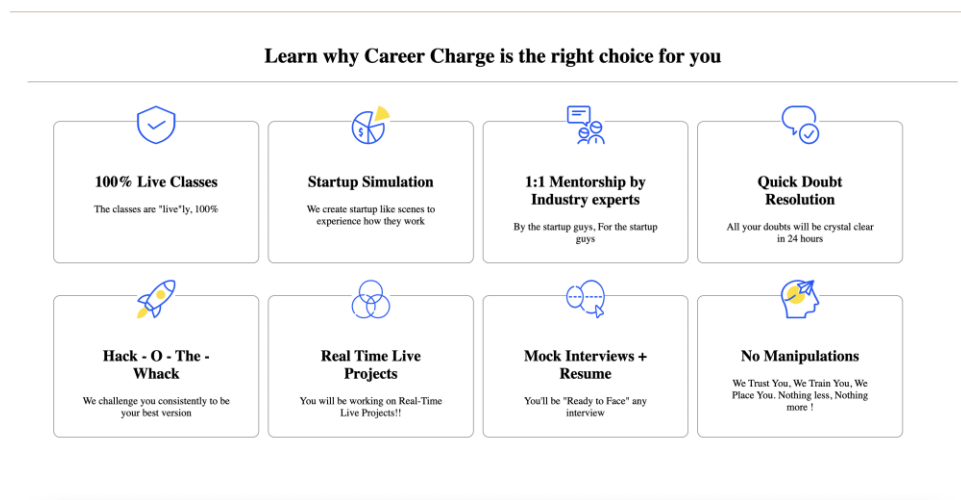 Learn why Career Charge is the right choice for you
$
100% Live Classes
The classes are "live"ly, 100%
Startup Simulation
We create startup like scenes to
experience how they work
1:1 Mentorship by
Industry experts
By the startup guys, For the startup
guys
Quick Doubt
Resolution
All your doubts will be crystal clear
in 24 hours
Hack - O - The -
Whack
We challenge you consistently to be
your best version
Real Time Live
Projects
You will be working on Real-Time
Live Projects!!
Mock Interviews +
Resume
You'll be "Ready to Face" any
interview
No Manipulations
We Trust You, We Train You, We
Place You. Nothing less, Nothing
more !